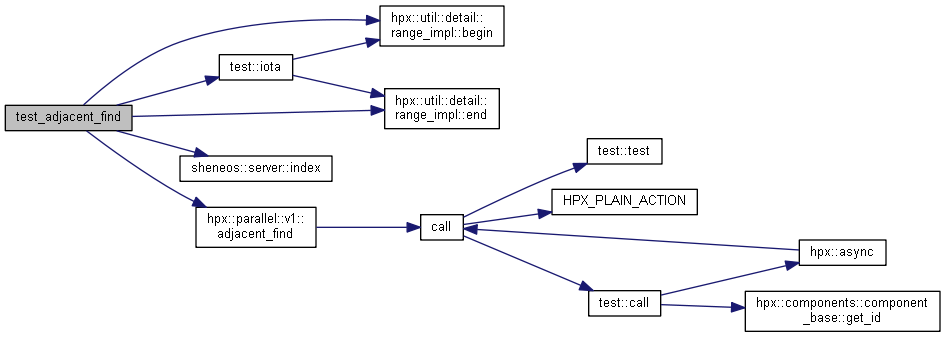 hpx::util::detail::
range_impl::begin
test::iota
hpx::util::detail::
range_impl::end
test_adjacent_find
test::test
sheneos::server::index
HPX_PLAIN_ACTION
hpx::parallel::v1::
adjacent_find
call
hpx::async
test::call
hpx::components::component
_base::get_id